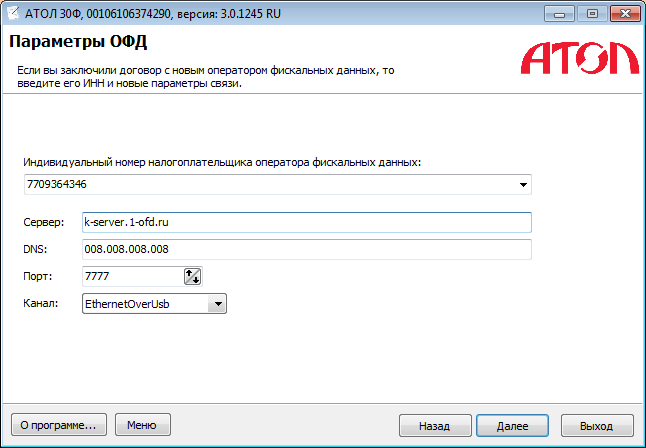 АТОЛ 30Ф, 00106106374290, версия: 3.0.1245 RU
Параметры ОФД
АТОЛ
Если вы заключили договор с новым оператором фискальных данных, то
введите его ИНН и новые параметры связи.
Индивидуальный номер налогоплательщика оператора фискальных данных:
7709364346
Сервер: k-server.1-ofd.ru
DNS: 008.008.008.008
Порт: 7777
Канал: EthernetOverUsb
О программе... Меню Назад Далее Выход